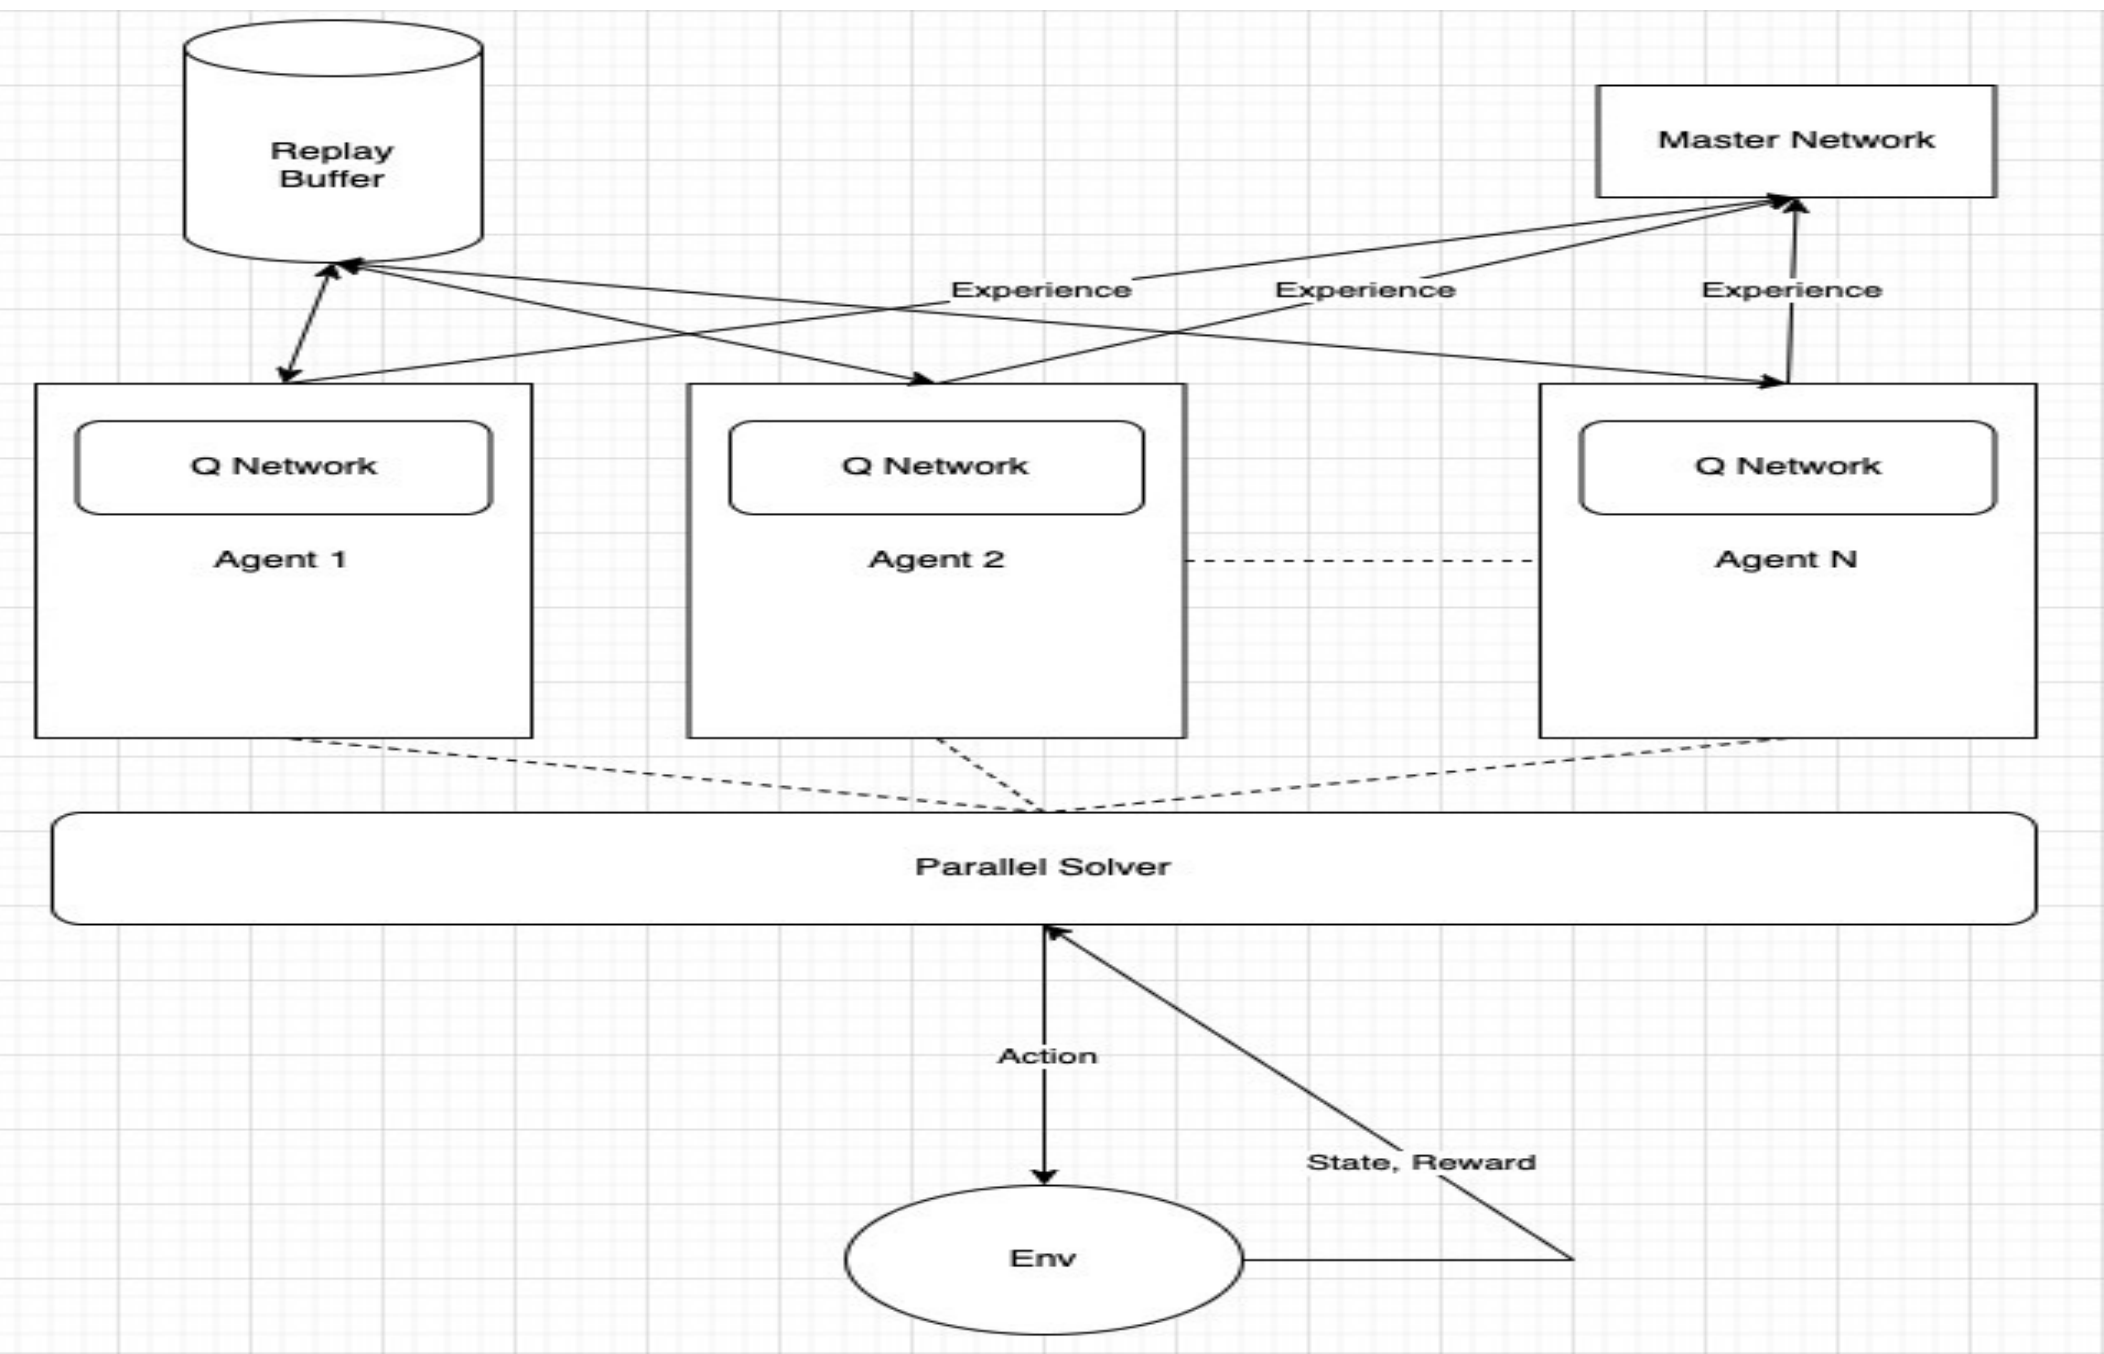 Replay
Buffer
Master Network
Experience
Experience
Experience
Q Network
Q Network
Q Network
Agent 1
Agent 2
Agent N
Parallel Solver
Action
State, Reward
Env